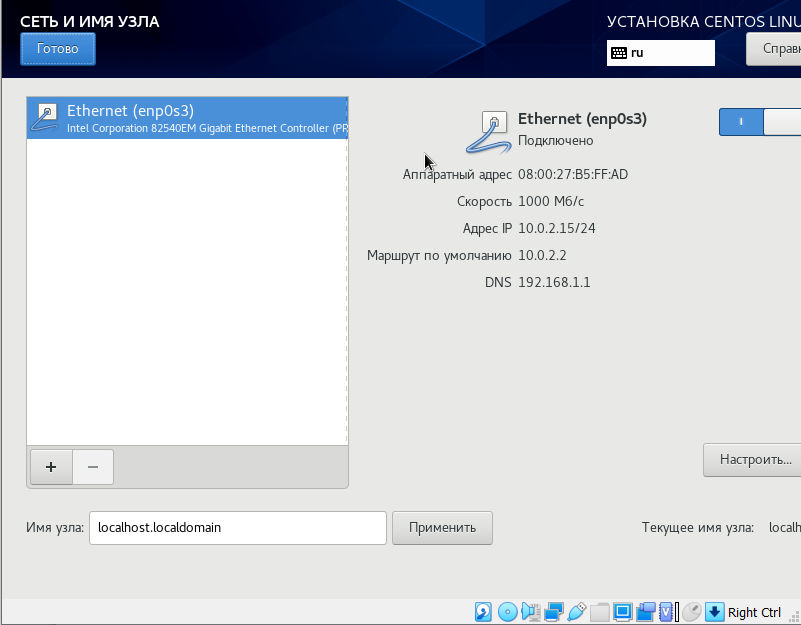 СЕТЬ И ИМЯ УЗЛА
УСТАНОВКА CENTOS LINU
Готово
ru
Справк
Ethernet (enp0s3)
Intel Corporation 82540EM Gigabit Ethernet Controller (PR
Ethernet (enp0s3)
Подключено
Аппаратный адрес 08:00:27:B5:FF:AD
Скорость 1000 Мб/с
Адрес IP 10.0.2.15/24
Маршрут по умолчанию 10.0.2.2
DNS 192.168.1.1
+ −
Настроить...
Имя узла: localhost.localdomain Применить Текущее имя узла: localh
Right Ctrl